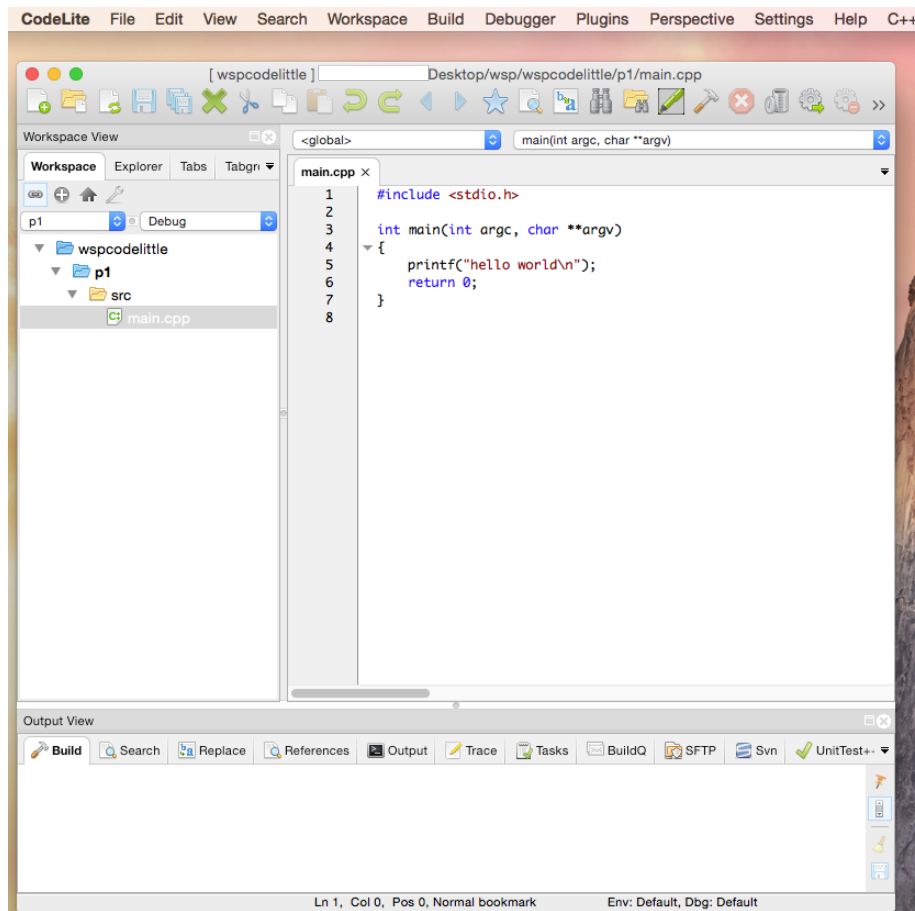 CodeLite File Edit View Search Workspace Build Debugger Plugins Perspective Settings Help C++
[ wspcodelittle ] Desktop/wsp/wspcodelittle/p1/main.cpp
Workspace View
<global> main(int argc, char **argv)
Workspace Explorer Tabs Tabgr
main.cpp ×
p1 Debug
wspcodelittle
p1
src
main.cpp
1 #include <stdio.h>
2
3 int main(int argc, char **argv)
4 {
5 printf("hello world\n");
6 return 0;
7 }
8
Output View
Build Search Replace References Output Trace Tasks BuildQ SFTP Svn UnitTest+-
Ln 1, Col 0, Pos 0, Normal bookmark Env: Default, Dbg: Default